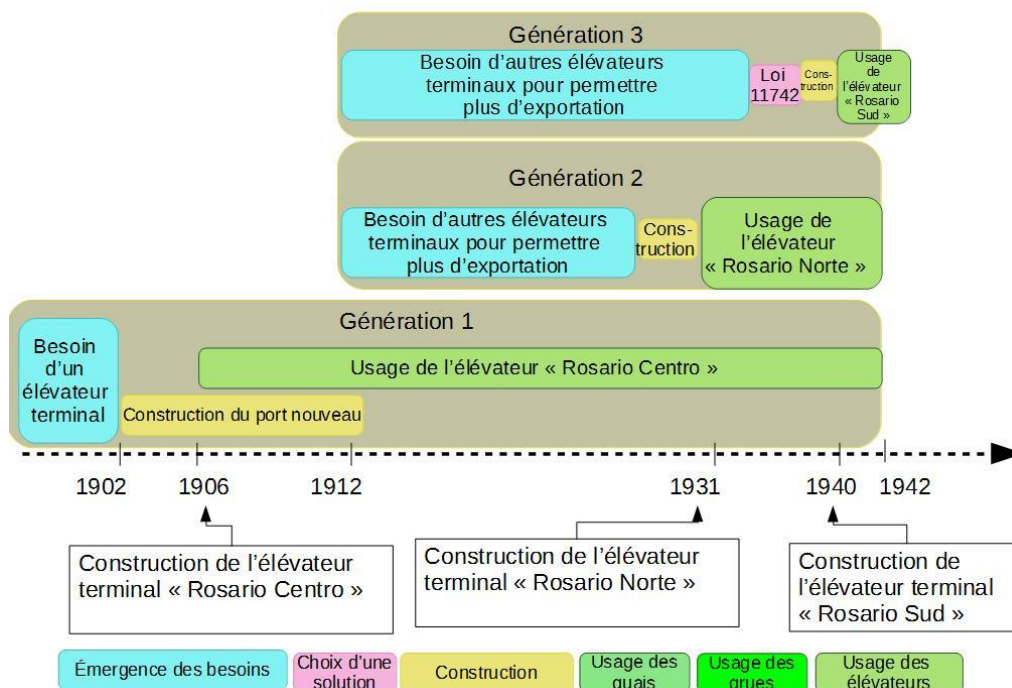 Génération 3
Besoin d'autres élévateurs
terminaux pour permettre
plus d'exportation
Loi
11742
Cons-
truction
Usage
de
l'élévateur
« Rosario
Sud »
Génération 2
Besoin d'autres élévateurs
terminaux pour permettre
plus d'exportation
Cons-
truction
Usage de
l'élévateur
« Rosario Norte »
Génération 1
Besoin
d'un
élévateur
terminal
Usage de l'élévateur « Rosario Centro »
Construction du port nouveau
1902
1906
1912
1931
1940
1942
Construction de l'élévateur
terminal « Rosario Centro »
Construction de l'élévateur
terminal « Rosario Norte »
Construction de
l'élévateur terminal
« Rosario Sud »
Émergence des besoins
Choix d'une
solution
Construction
Usage des
quais
Usage des
grues
Usage des
élévateurs